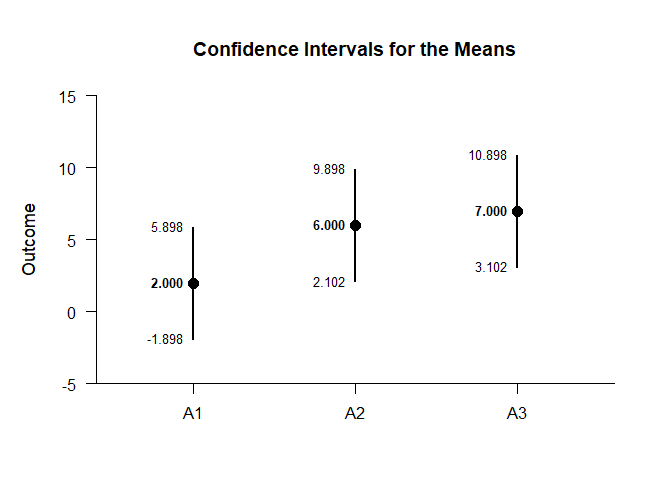 Confidence Intervals for the Means
Outcome
15
10
5
0
-5
5.898
2.000
-1.898
9.898
6.000
2.102
10.898
7.000
3.102
A1
A2
A3